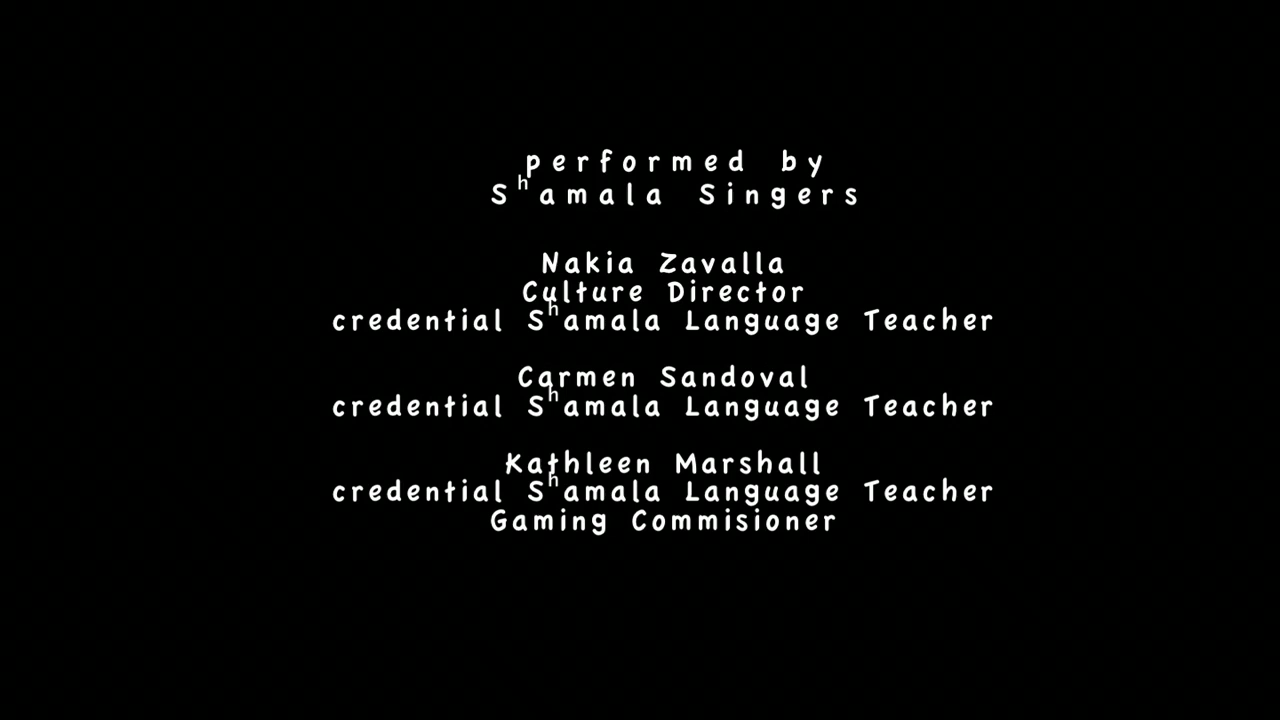 performed by
Sʰamala Singers
Nakia Zavalla
Culture Director
credential Sʰamala Language Teacher
Carmen Sandoval
credential Sʰamala Language Teacher
Kathleen Marshall
credential Sʰamala Language Teacher
Gaming Commisioner